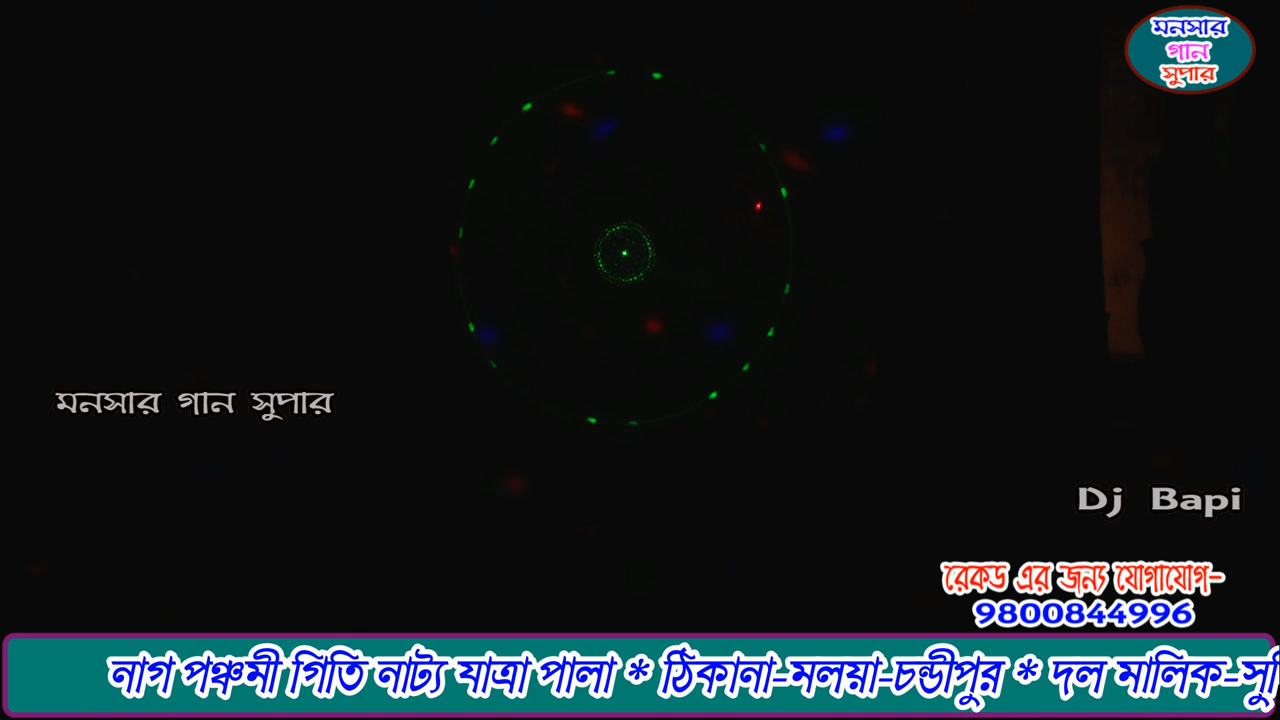 মনসার
গান
সুপার
মনসার গান সুপার
Dj Bapi
রেকড এর জন্য যোগাযোগ-
9800844996
নাগ পঞ্চমী গিতি নাট্য যাত্রা পালা * ঠিকানা-মলয়া-চন্ডীপুর * দল মালিক-